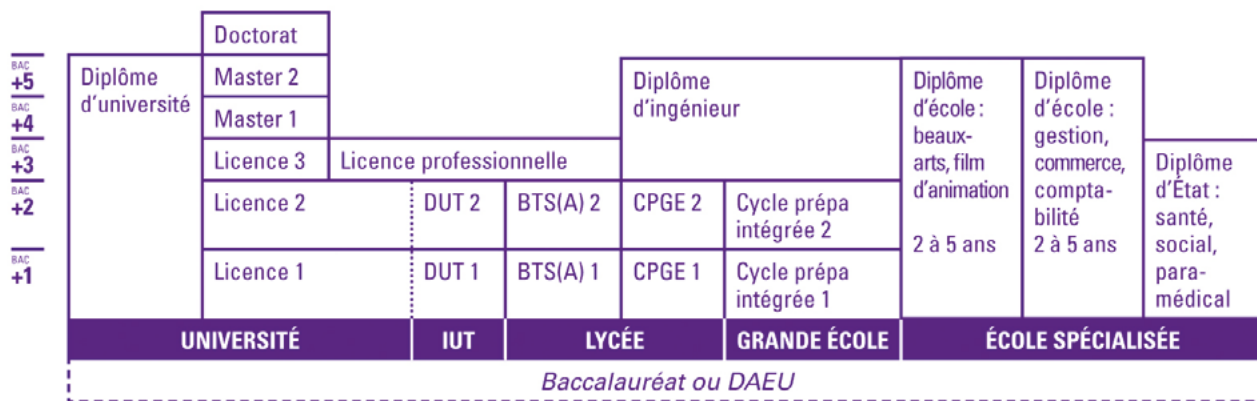 Doctorat
BAC
+5
Diplôme
d'université
Master 2
Diplôme
d'ingénieur
Diplôme
d'école :
beaux-
arts, film
d'animation
2 à 5 ans
Diplôme
d'école :
gestion,
commerce,
compta-
bilité
2 à 5 ans
BAC
+4
Master 1
BAC
+3
Licence 3
Licence professionnelle
Diplôme
d'État :
santé,
social,
para-
médical
BAC
+2
Licence 2
DUT 2
BTS(A) 2
CPGE 2
Cycle prépa
intégrée 2
BAC
+1
Licence 1
DUT 1
BTS(A) 1
CPGE 1
Cycle prépa
intégrée 1
UNIVERSITÉ
IUT
LYCÉE
GRANDE ÉCOLE
ÉCOLE SPÉCIALISÉE
Baccalauréat ou DAEU